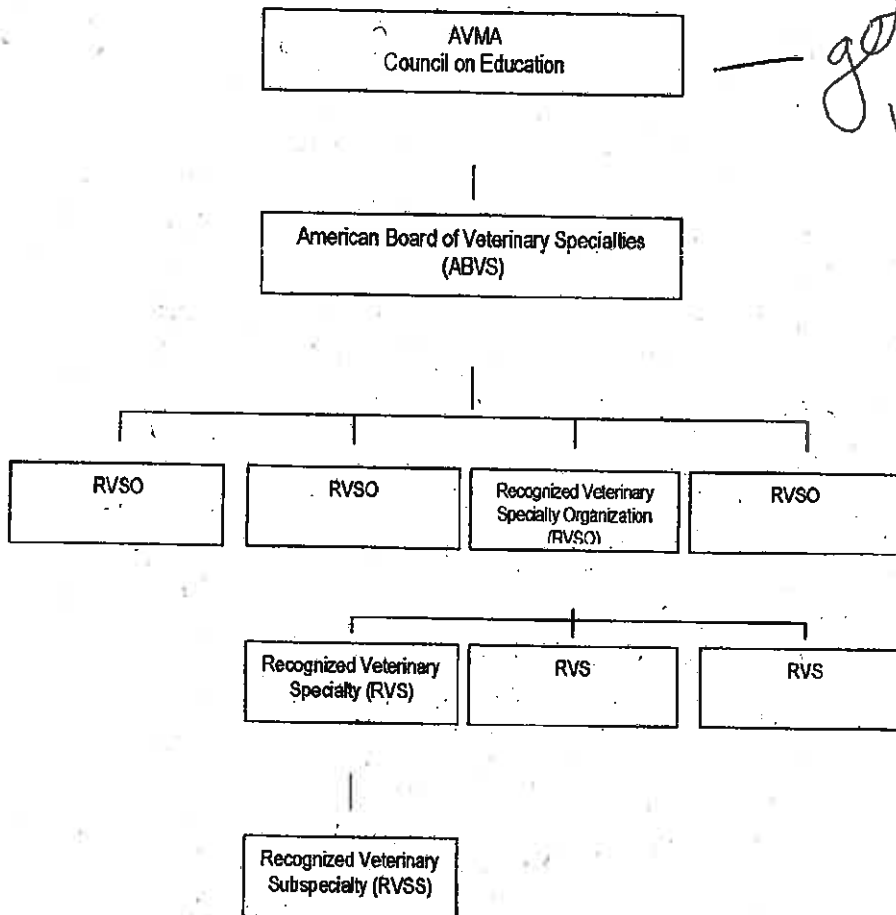 AVMA
Council on Education
American Board of Veterinary Specialties
(ABVS)
RVSO
RVSO
Recognized Veterinary
Specialty Organization
(RVSO)
RVSO
Recognized Veterinary
Specialty (RVS)
RVS
RVS
Recognized Veterinary
Subspecialty (RVSS)